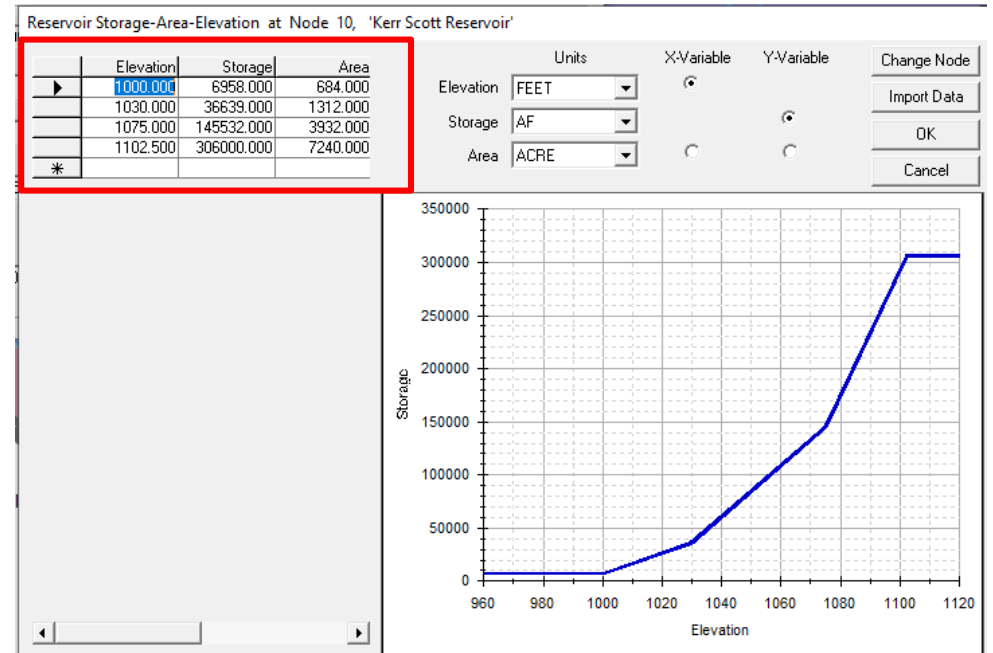 Reservoir Storage-Area-Elevation at Node 10, 'Kerr Scott Reservoir'
Elevation Storage Area
1000.000 6958.000 684.000
1030.000 36639.000 1312.000
1075.000 145532.000 3932.000
1102.500 306000.000 7240.000
Units X-Variable Y-Variable
Elevation FEET
Storage AF
Area ACRE
Change Node
Import Data
OK
Cancel
350000
300000
250000
200000
150000
100000
50000
0
Storage
960 980 1000 1020 1040 1060 1080 1100 1120
Elevation